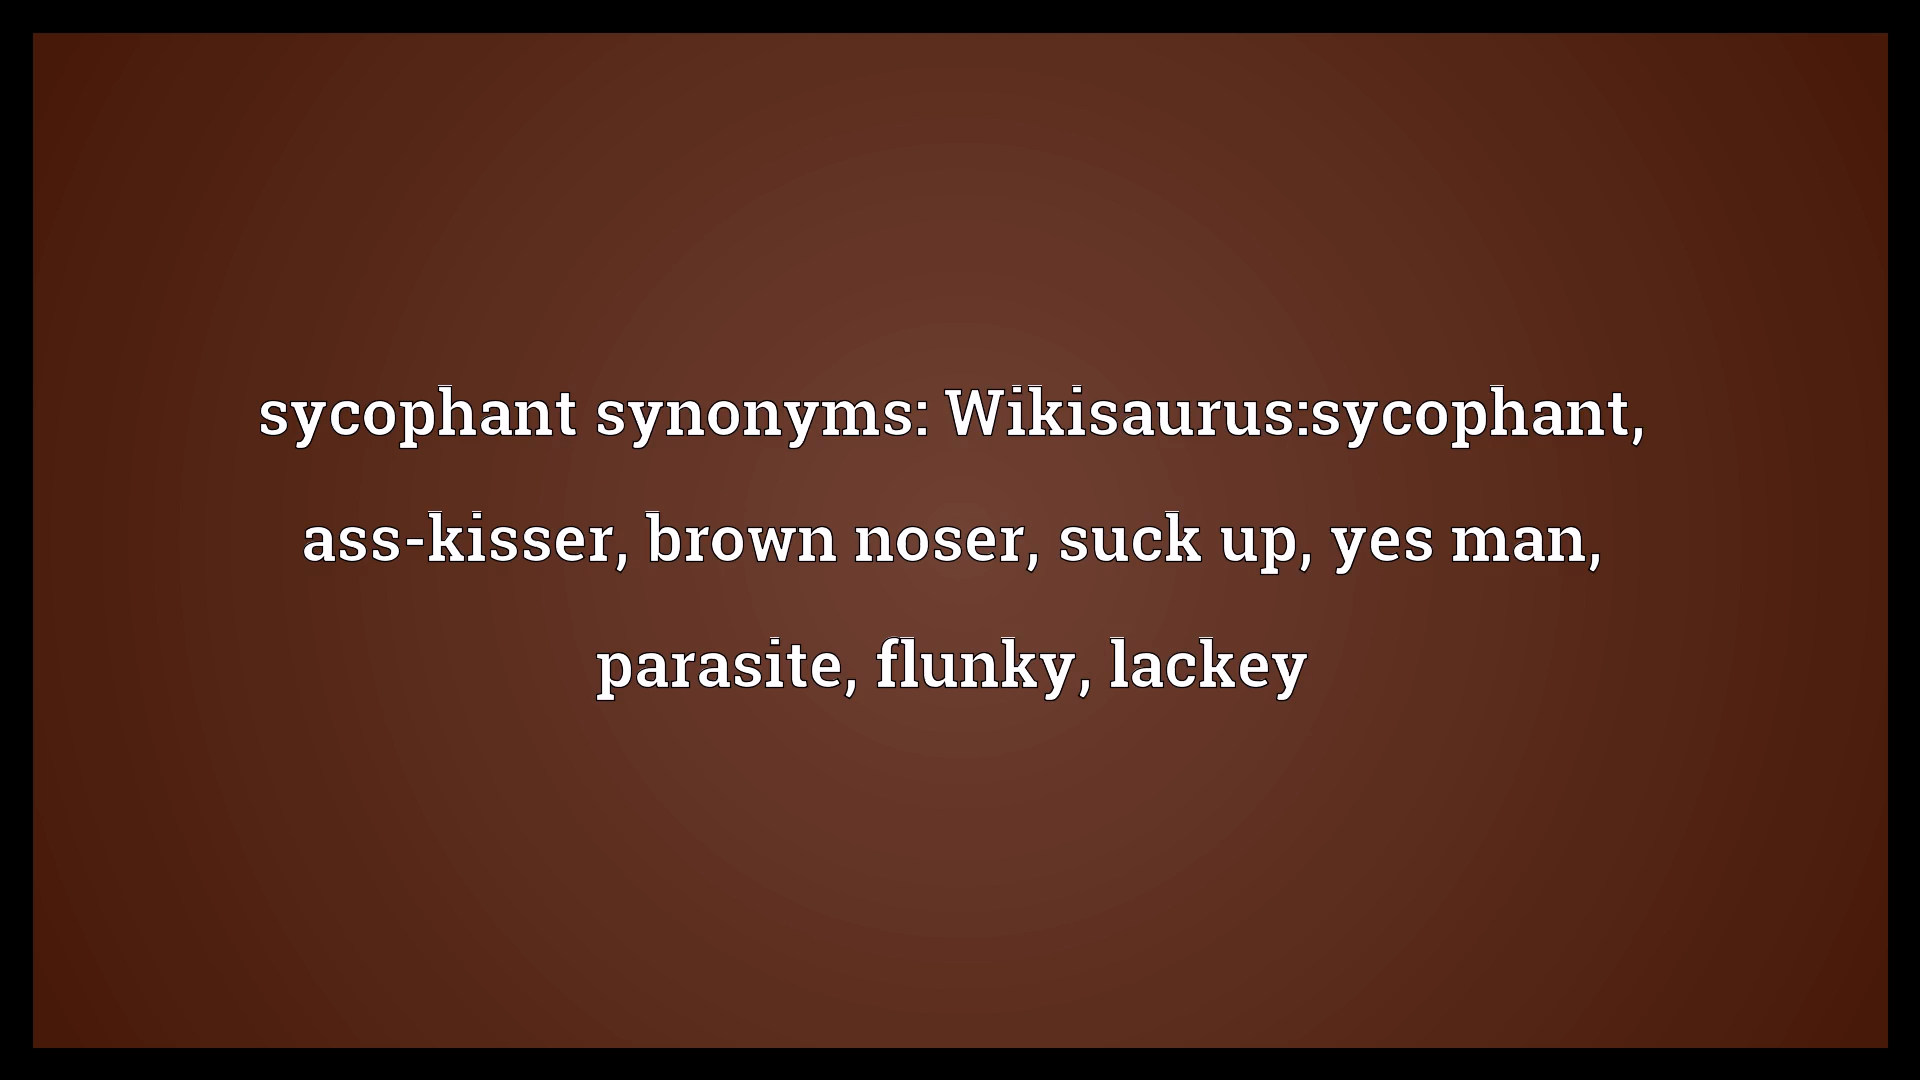 sycophant synonyms: Wikisaurus:sycophant,
ass-kisser, brown noser, suck up, yes man,
parasite, flunky, lackey